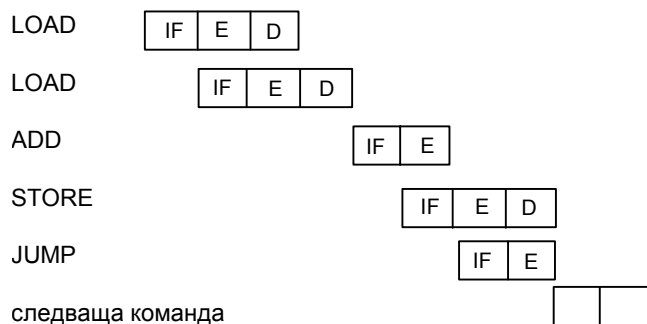 LOAD IF E D
LOAD IF E D
ADD IF E
STORE IF E D
JUMP IF E
следваща команда